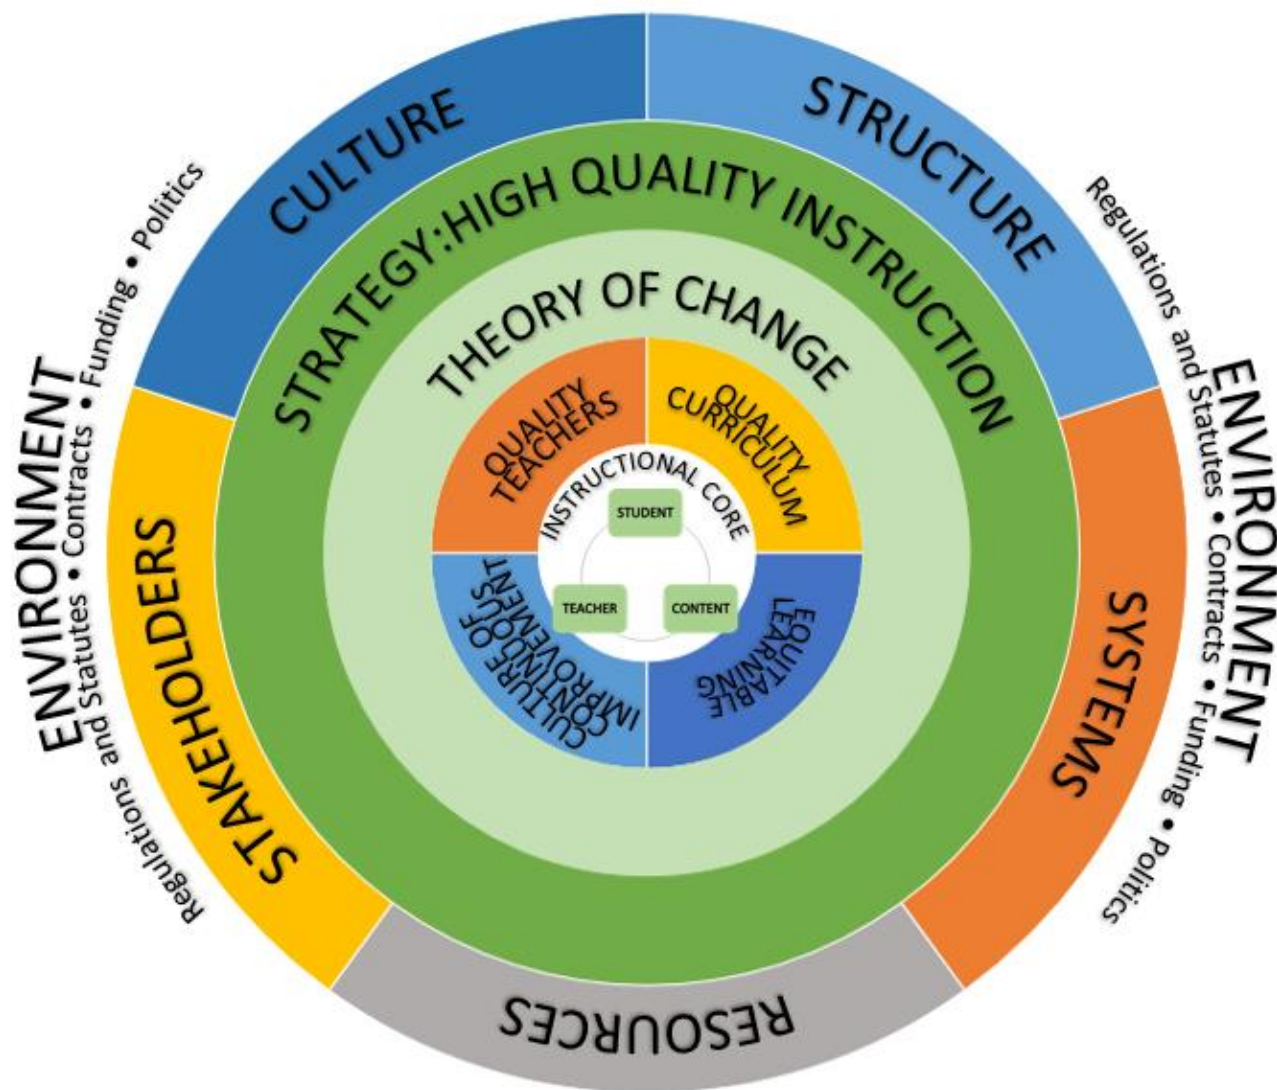 CULTURE
STRUCTURE
SYSTEMS
RESOURCES
STAKEHOLDERS
STRATEGY:HIGH QUALITY INSTRUCTION
THEORY OF CHANGE
QUALITY
TEACHERS
QUALITY
CURRICULUM
EQUITABLE
LEARNING
CULTURE OF
CONTINUOUS
IMPROVEMENT
INSTRUCTIONAL CORE
STUDENT
TEACHER
CONTENT
ENVIRONMENT
Regulations and Statutes • Contracts • Funding • Politics
ENVIRONMENT
Regulations and Statutes • Contracts • Funding • Politics